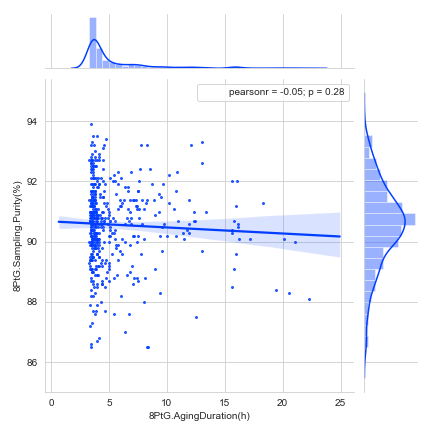 pearsonr = -0.05; p = 0.28
94
92
90
88
86
8PtG.Sampling.Purity(%)
0 5 10 15 20 25
8PtG.AgingDuration(h)